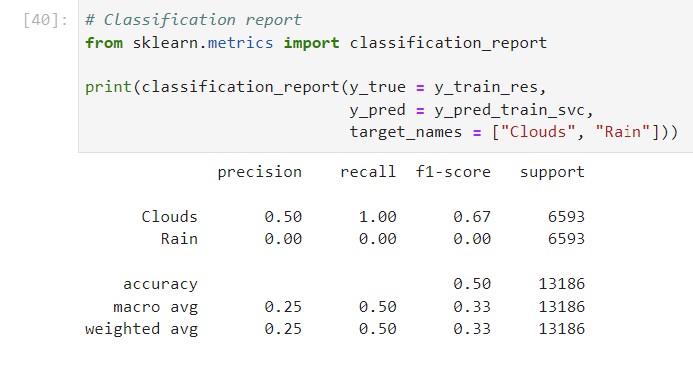 [40]: # Classification report
from sklearn.metrics import classification_report
print(classification_report(y_true = y_train_res,
y_pred = y_pred_train_svc,
target_names = ["Clouds", "Rain"]))
precision recall f1-score support
Clouds 0.50 1.00 0.67 6593
Rain 0.00 0.00 0.00 6593
accuracy 0.50 13186
macro avg 0.25 0.50 0.33 13186
weighted avg 0.25 0.50 0.33 13186